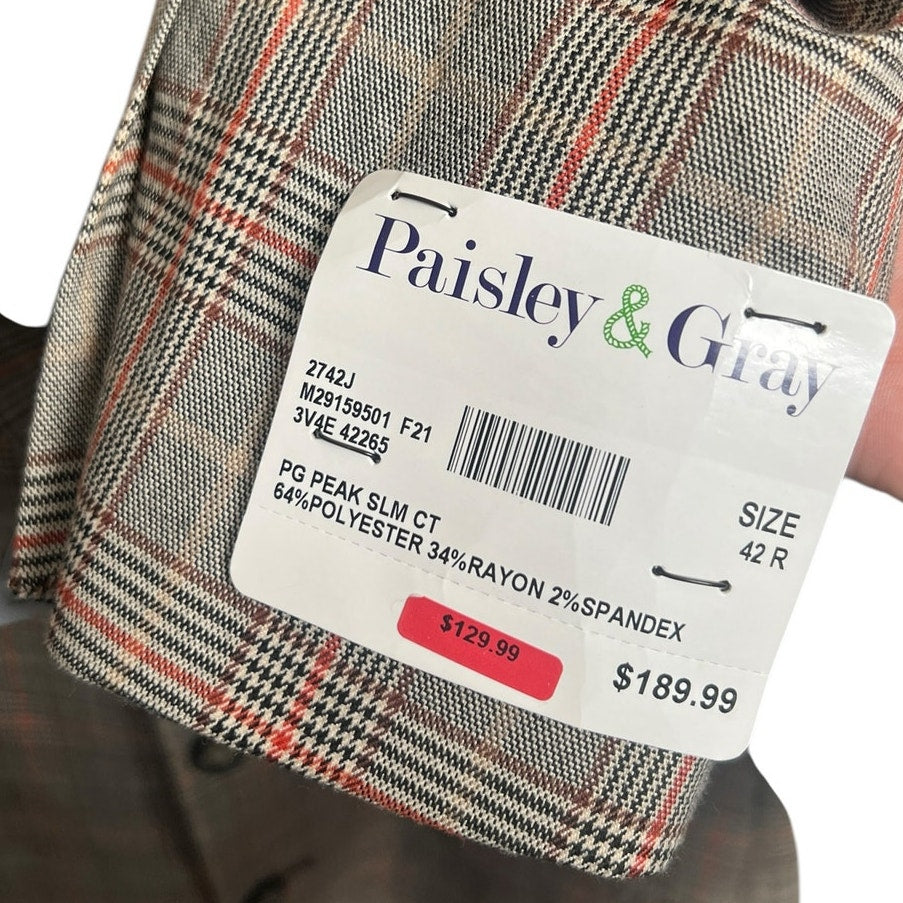 Paisley & Gray
2742J
M29159501 F21
3V4E 42265
PG PEAK SLM CT
64%POLYESTER 34%RAYON 2%SPANDEX
SIZE
42 R
$129.99
$189.99